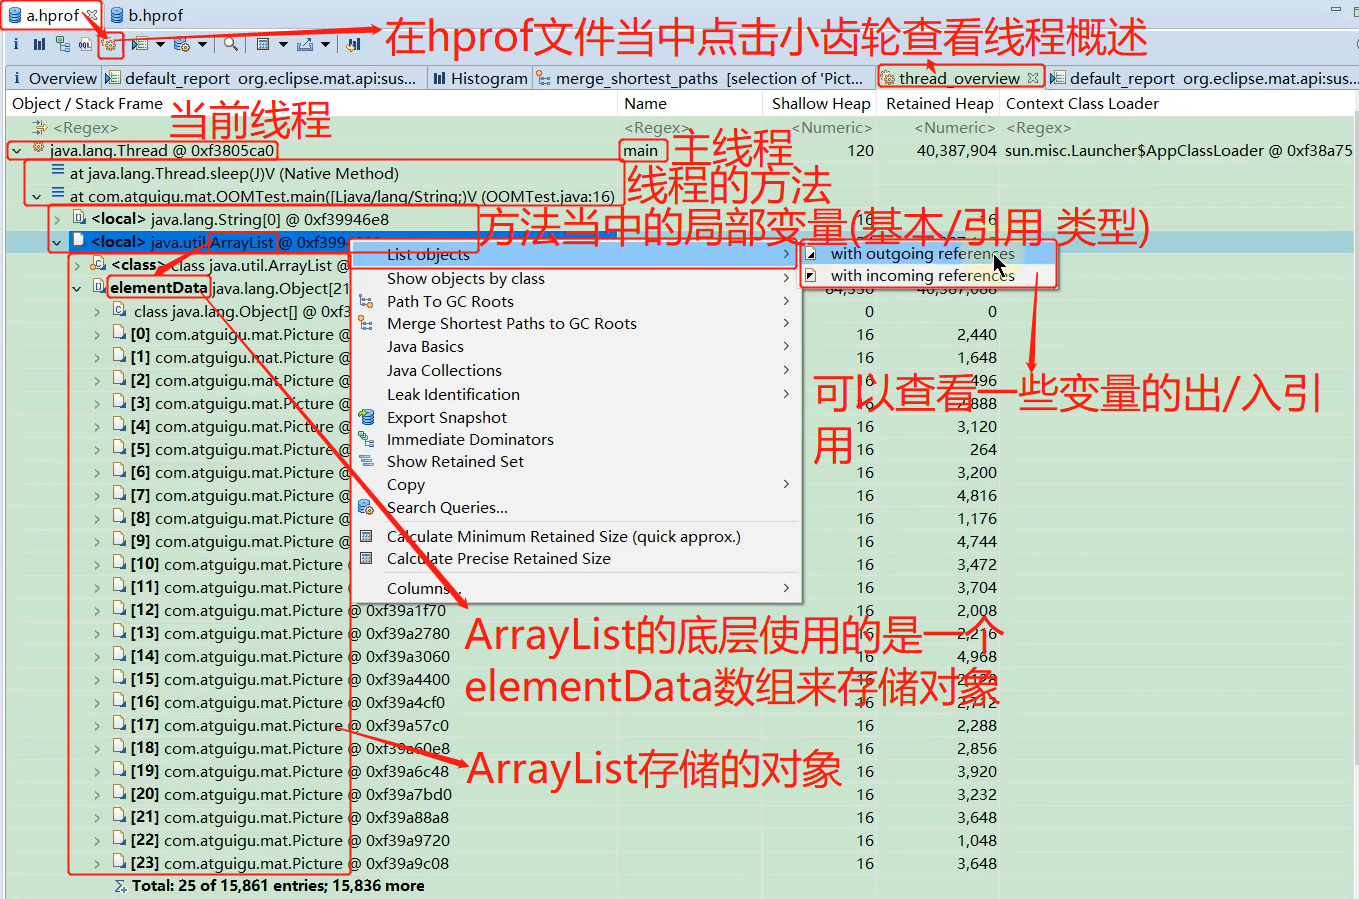 a.hprof
b.hprof
在hprof文件当中点击小齿轮查看线程概述
Overview
default_report org.eclipse.mat.api:sus...
Histogram
merge_shortest_paths [selection of 'Pict...
thread_overview
default_report org.eclipse.mat.api:sus
Object / Stack Frame
Name
Shallow Heap
Retained Heap
Context Class Loader
当前线程
<Regex>
<Regex>
<Numeric>
<Numeric>
<Regex>
java.lang.Thread @ 0xf3805ca0
main
主线程
120
40,387,904
sun.misc.Launcher$AppClassLoader @ 0xf38a75
at java.lang.Thread.sleep(J)V (Native Method)
线程的方法
at com.atguigu.mat.OOMTest.main([Ljava/lang/String;)V (OOMTest.java:16)
<local> java.lang.String[0] @ 0xf39946e8
16
16
方法当中的局部变量(基本/引用 类型)
<local> java.util.ArrayList @ 0xf399
List objects
with outgoing references
<class> class java.util.ArrayList @
Show objects by class
with incoming references
elementData java.lang.Object[21
Path To GC Roots
class java.lang.Object[] @ 0xf3
0
0
Merge Shortest Paths to GC Roots
[0] com.atguigu.mat.Picture @
16
2,440
Java Basics
[1] com.atguigu.mat.Picture @
16
1,648
Java Collections
[2] com.atguigu.mat.Picture @
16
496
可以查看一些变量的出/入引
用
Leak Identification
[3] com.atguigu.mat.Picture @
888
Export Snapshot
[4] com.atguigu.mat.Picture @
16
3,120
Immediate Dominators
[5] com.atguigu.mat.Picture @
16
264
Show Retained Set
[6] com.atguigu.mat.Picture @
16
3,200
Copy
[7] com.atguigu.mat.Picture @
16
4,816
Search Queries...
[8] com.atguigu.mat.Picture @
16
1,176
Calculate Minimum Retained Size (quick approx.)
[9] com.atguigu.mat.Picture @
16
4,744
Calculate Precise Retained Size
[10] com.atguigu.mat.Picture @
16
3,472
Columns...
[11] com.atguigu.mat.Picture @
16
3,704
[12] com.atguigu.mat.Picture @ 0xf39a1f70
16
2,008
ArrayList的底层使用的是一个
elementData数组来存储对象
[13] com.atguigu.mat.Picture @ 0xf39a2780
16
2,216
[14] com.atguigu.mat.Picture @ 0xf39a3060
16
4,968
[15] com.atguigu.mat.Picture @ 0xf39a4400
16
2,128
[16] com.atguigu.mat.Picture @ 0xf39a4cf0
16
2,712
[17] com.atguigu.mat.Picture @ 0xf39a57c0
16
2,288
[18] com.atguigu.mat.Picture @ 0xf39a60e8
16
2,856
ArrayList存储的对象
[19] com.atguigu.mat.Picture @ 0xf39a6c48
16
3,920
[20] com.atguigu.mat.Picture @ 0xf39a7bd0
16
3,232
[21] com.atguigu.mat.Picture @ 0xf39a88a8
16
3,648
[22] com.atguigu.mat.Picture @ 0xf39a9720
16
1,048
[23] com.atguigu.mat.Picture @ 0xf39a9c08
16
3,648
Total: 25 of 15,861 entries; 15,836 more